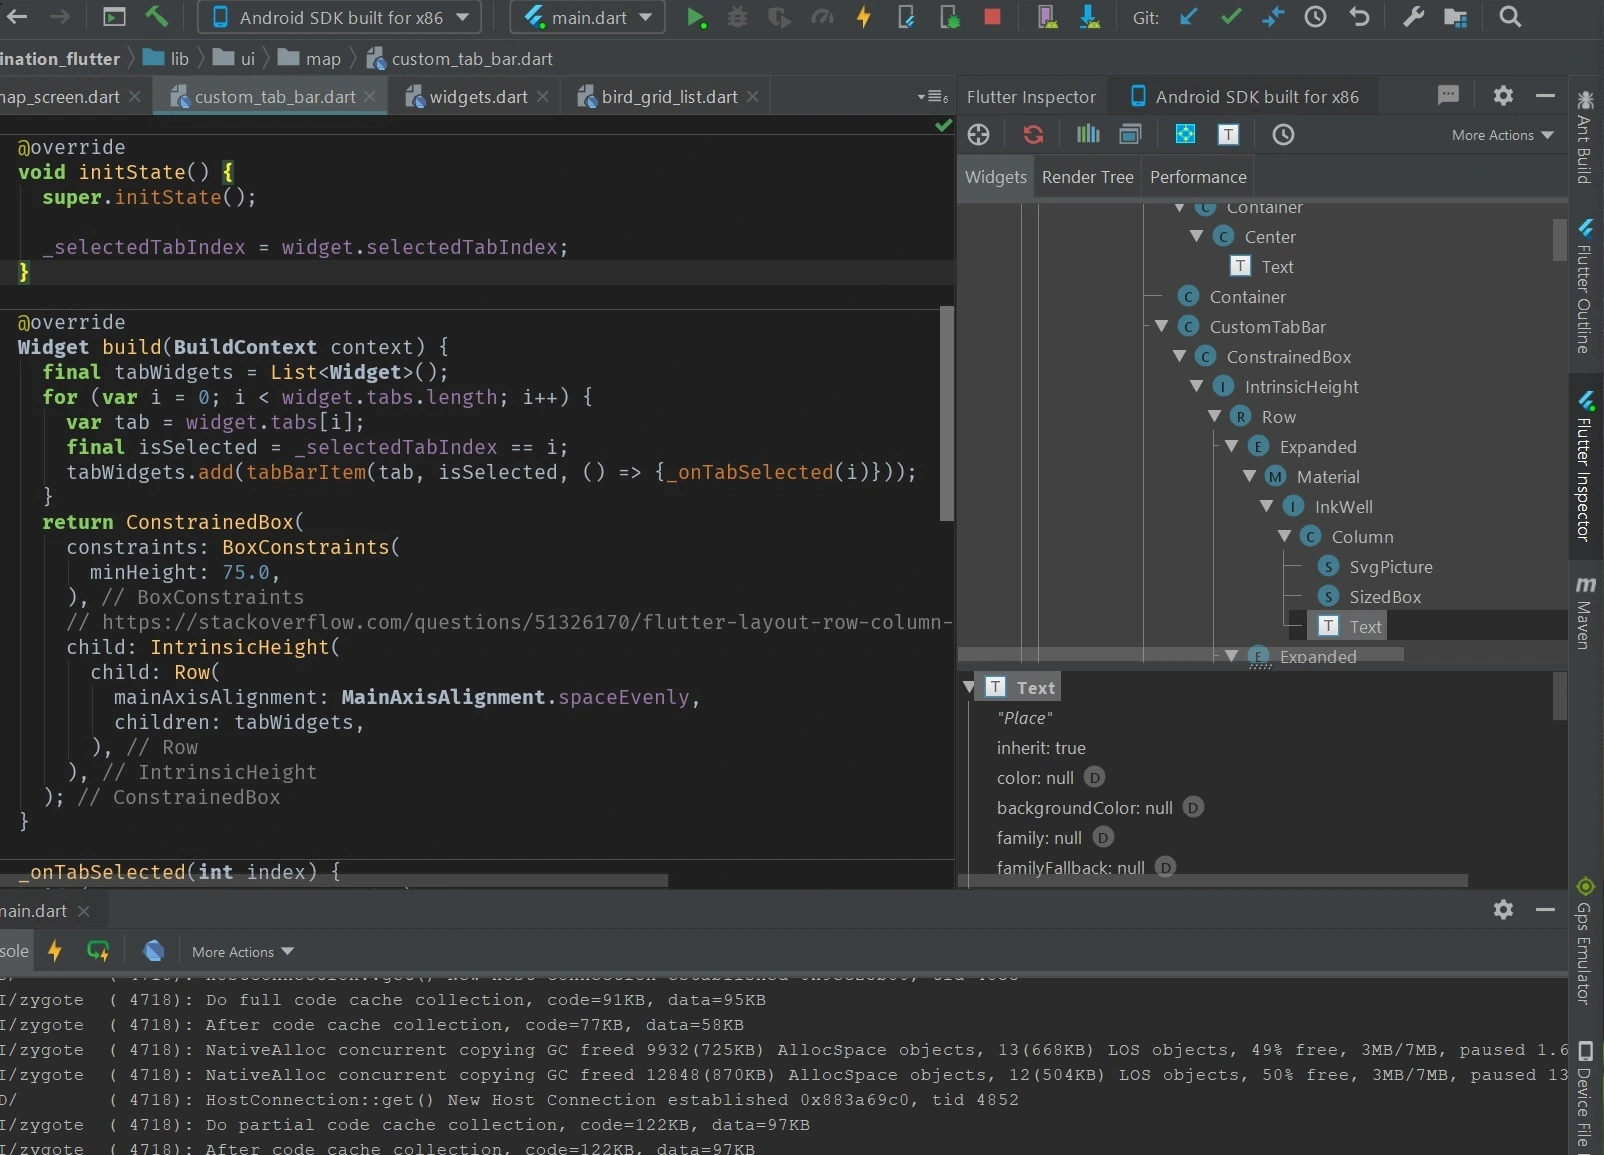 Android SDK built for x86
main.dart
Git:
ination_flutter
lib
ui
map
custom_tab_bar.dart
map_screen.dart
custom_tab_bar.dart
widgets.dart
bird_grid_list.dart
6
@override
void initState() {
super.initState();
_selectedTabIndex = widget.selectedTabIndex;
}
@override
Widget build(BuildContext context) {
final tabWidgets = List<Widget>();
for (var i = 0; i < widget.tabs.length; i++) {
var tab = widget.tabs[i];
final isSelected = _selectedTabIndex == i;
tabWidgets.add(tabBarItem(tab, isSelected, () => {_onTabSelected(i)}));
}
return ConstrainedBox(
constraints: BoxConstraints(
minHeight: 75.0,
), // BoxConstraints
// https://stackoverflow.com/questions/51326170/flutter-layout-row-column-
child: IntrinsicHeight(
child: Row(
mainAxisAlignment: MainAxisAlignment.spaceEvenly,
children: tabWidgets,
), // Row
), // IntrinsicHeight
); // ConstrainedBox
}
_onTabSelected(int index) {
Flutter Inspector
Android SDK built for x86
T
More Actions
Widgets
Render Tree
Performance
C Container
C Center
T Text
C Container
C CustomTabBar
C ConstrainedBox
I IntrinsicHeight
R Row
E Expanded
M Material
I InkWell
C Column
S SvgPicture
S SizedBox
T Text
E Expanded
T Text
"Place"
inherit: true
color: null D
backgroundColor: null D
family: null D
familyFallback: null D
Ant Build
Flutter Outline
Flutter Inspector
m Maven
Gps Emulator
Device File
main.dart
sole
More Actions
I/zygote ( 4718): Do full code cache collection, code=91KB, data=95KB
I/zygote ( 4718): After code cache collection, code=77KB, data=58KB
I/zygote ( 4718): NativeAlloc concurrent copying GC freed 9932(725KB) AllocSpace objects, 13(668KB) LOS objects, 49% free, 3MB/7MB, paused 1.6
I/zygote ( 4718): NativeAlloc concurrent copying GC freed 12848(870KB) AllocSpace objects, 12(504KB) LOS objects, 50% free, 3MB/7MB, paused 13
D/ ( 4718): HostConnection::get() New Host Connection established 0x883a69c0, tid 4852
I/zygote ( 4718): Do partial code cache collection, code=122KB, data=97KB
I/zygote ( 4718): After code cache collection, code=122KB, data=97KB